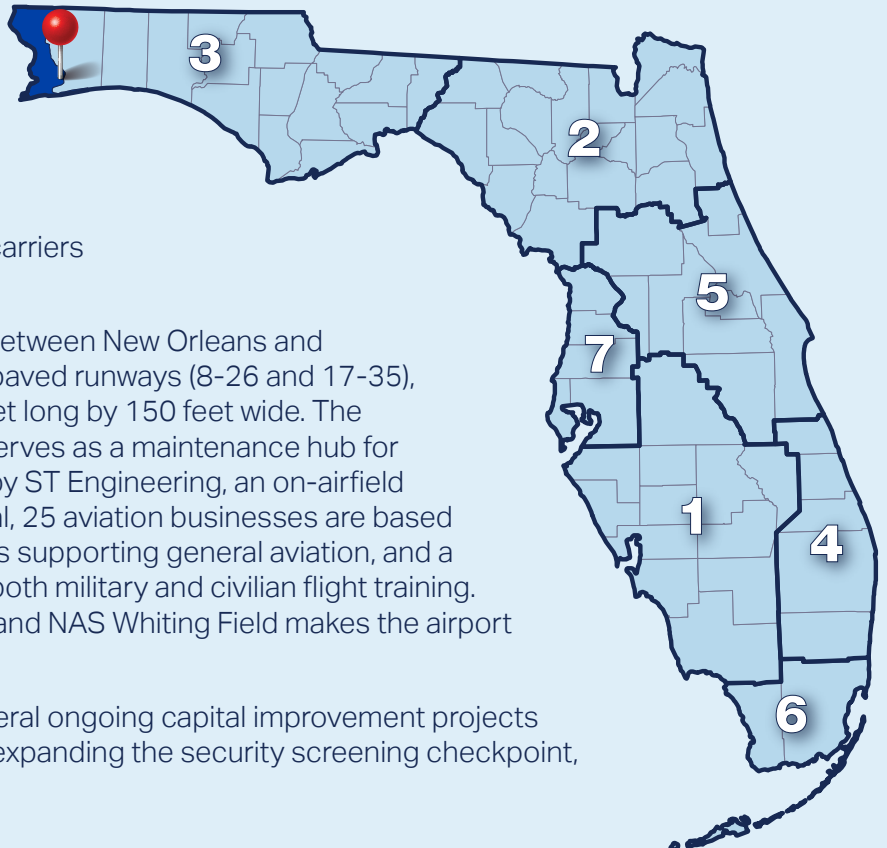 3
2
carriers
5
etween New Orleans and
7
paved runways (8-26 and 17-35),
et long by 150 feet wide. The
erves as a maintenance hub for
by ST Engineering, an on-airfield
1
al, 25 aviation businesses are based
4
s supporting general aviation, and a
both military and civilian flight training.
and NAS Whiting Field makes the airport
6
eral ongoing capital improvement projects
expanding the security screening checkpoint,